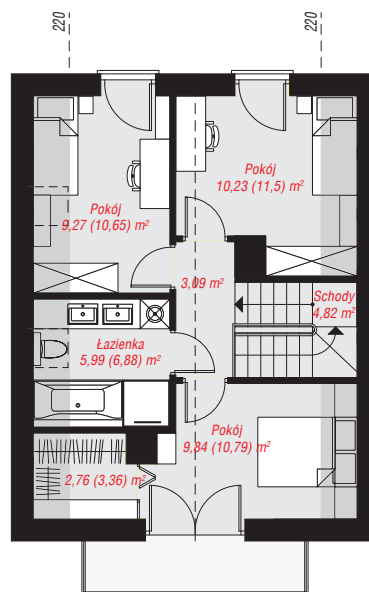 220
220
Pokój
9,27 (10,65) m²
Pokój
10,23 (11,5) m²
3,09 m²
Schody
4,82 m²
Łazienka
5,99 (6,88) m²
Pokój
9,84 (10,79) m²
2,76 (3,36) m²